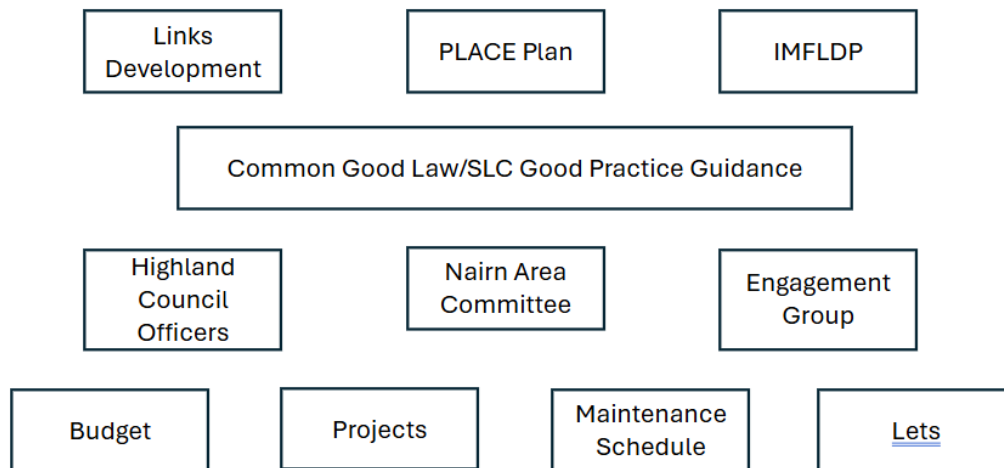 Links
Development
PLACE Plan
IMFLDP
Common Good Law/SLC Good Practice Guidance
Highland
Council
Officers
Nairn Area
Committee
Engagement
Group
Budget
Projects
Maintenance
Schedule
Lets